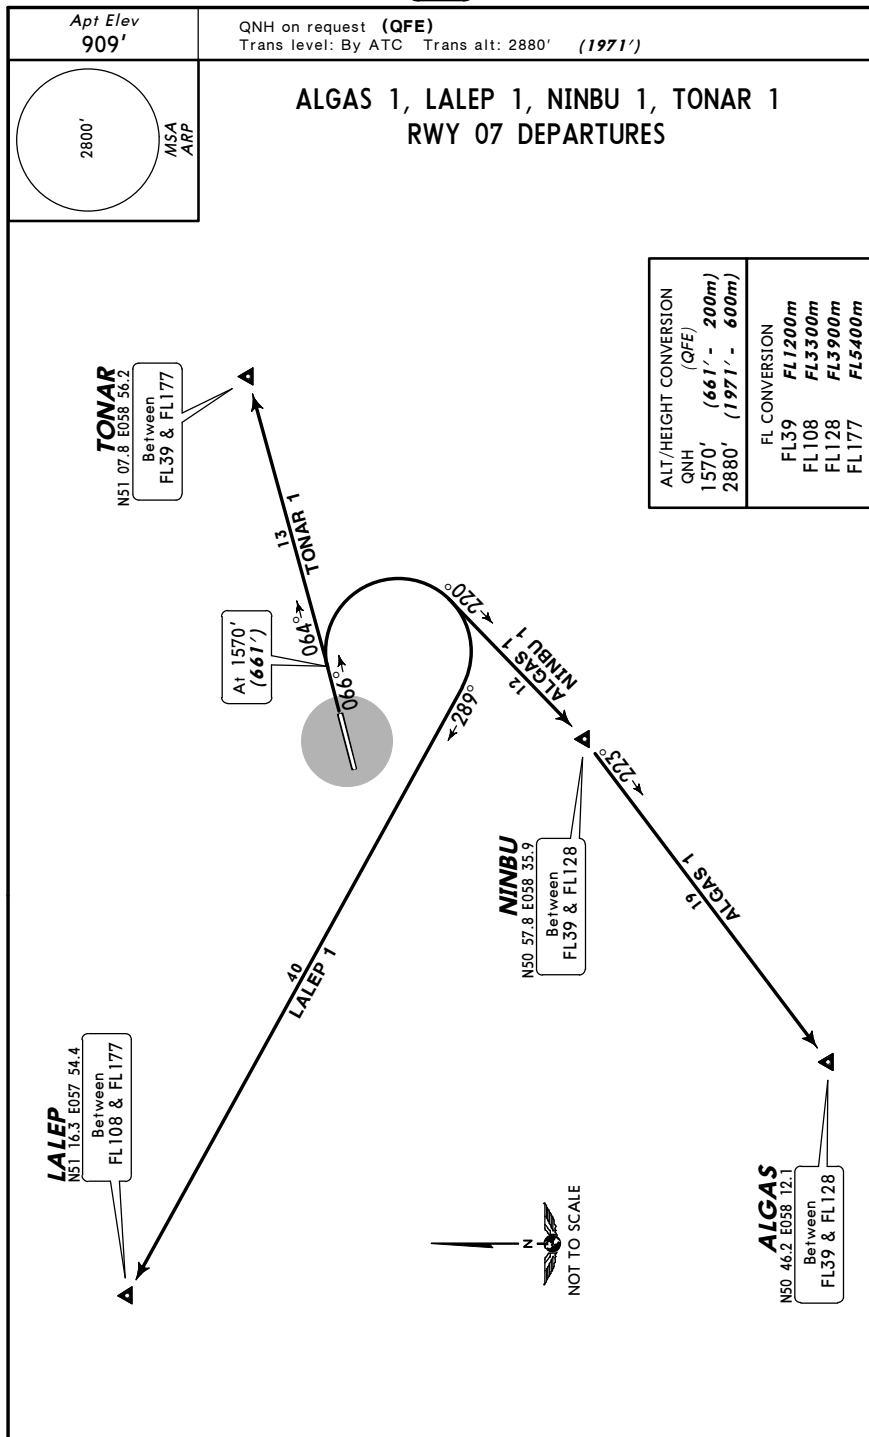 Apt Elev
909'
QNH on request (QFE)
Trans level: By ATC Trans alt: 2880' (1971')
2800'
MSA
ARP
ALGAS 1, LALEP 1, NINBU 1, TONAR 1
RWY 07 DEPARTURES
ALT/HEIGHT CONVERSION
QNH (QFE)
1570' (661' - 200m)
2880' (1971' - 600m)
FL CONVERSION
FL39 FL1200m
FL108 FL3300m
FL128 FL3900m
FL177 FL5400m
TONAR
N51 07.8 E058 56.2
Between
FL39 & FL177
13
TONAR 1
064°
At 1570'
(661')
066°
220°
ALGAS 1
NINBU 1
12
289°
223°
NINBU
N50 57.8 E058 35.9
Between
FL39 & FL128
ALGAS 1
19
40
LALEP 1
LALEP
N51 16.3 E057 54.4
Between
FL108 & FL177
N
NOT TO SCALE
ALGAS
N50 46.2 E058 12.1
Between
FL39 & FL128